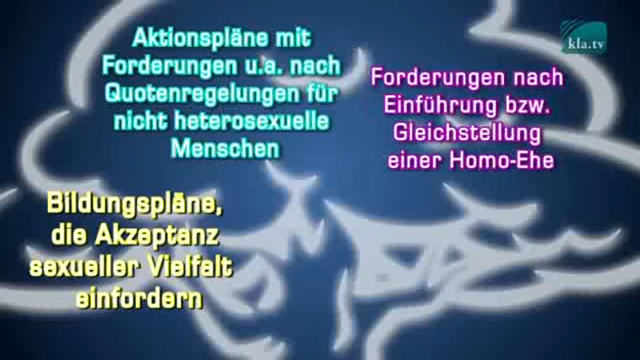 Aktionspläne mit
Forderungen u.a. nach
Quotenregelungen für
nicht heterosexuelle
Menschen
kla.tv
Forderungen nach
Einführung bzw.
Gleichstellung
einer Homo-Ehe
Bildungspläne,
die Akzeptanz
sexueller Vielfalt
einfordern